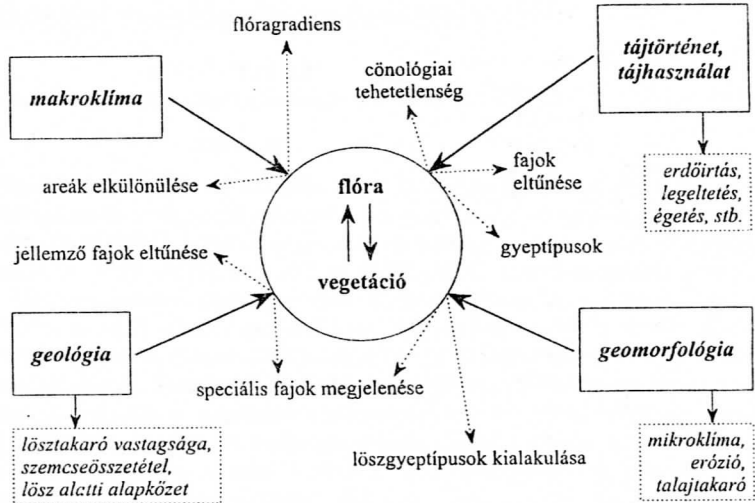 flóragradiens
tájtörténet,
tájhasználat
makroklíma
cönológiai
tehetetlenség
areák elkülönülése
flóra
fajok
eltűnése
erdőirtás,
legeltetés,
égetés, stb.
jellemző fajok eltűnése
vegetáció
gyeptípusok
geológia
geomorfológia
speciális fajok megjelenése
lösztakaró vastagsága,
szemcseösszetétel,
lösz alatti alapkőzet
löszgyeptípusok kialakulása
mikroklíma,
erózió,
talajtakaró